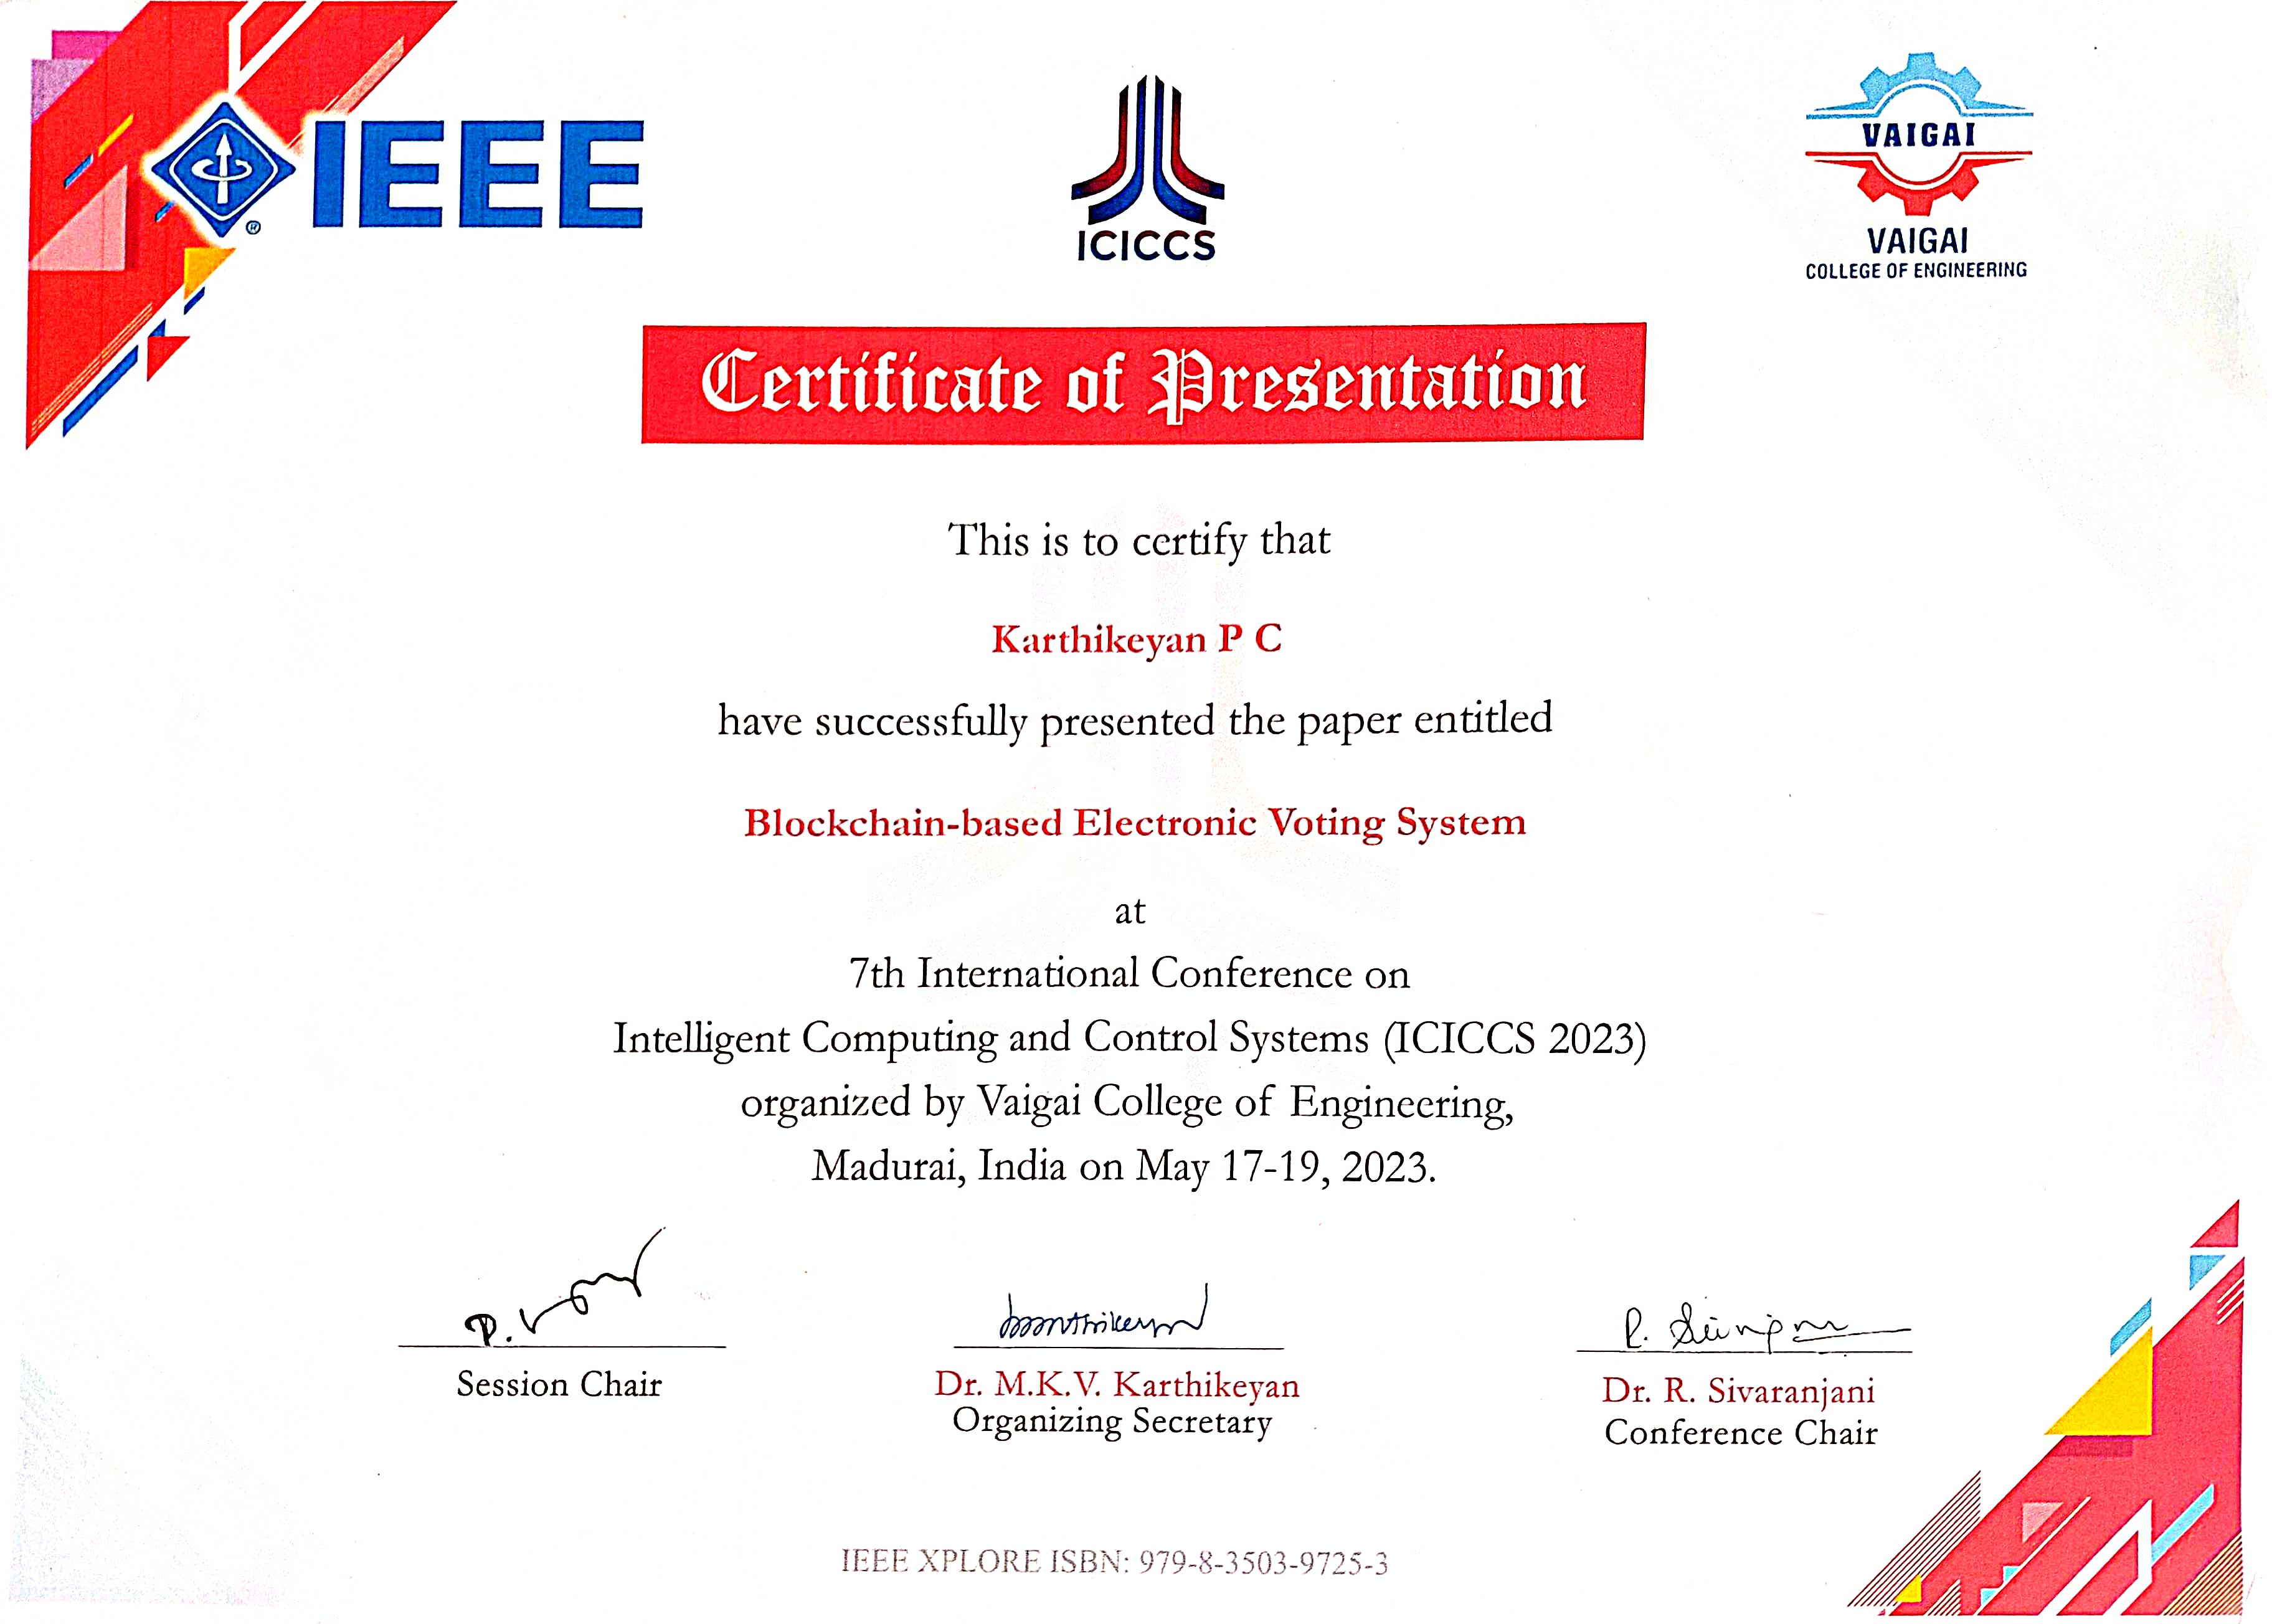 IEEE
®
ICICCS
VAIGAI
VAIGAI
COLLEGE OF ENGINEERING
Certificate of Presentation
This is to certify that
Karthikeyan P C
have successfully presented the paper entitled
Blockchain-based Electronic Voting System
at
7th International Conference on
Intelligent Computing and Control Systems (ICICCS 2023)
organized by Vaigai College of Engineering,
Madurai, India on May 17-19, 2023.
Session Chair
Dr. M.K.V. Karthikeyan
Organizing Secretary
Dr. R. Sivaranjani
Conference Chair
IEEE XPLORE ISBN: 979-8-3503-9725-3